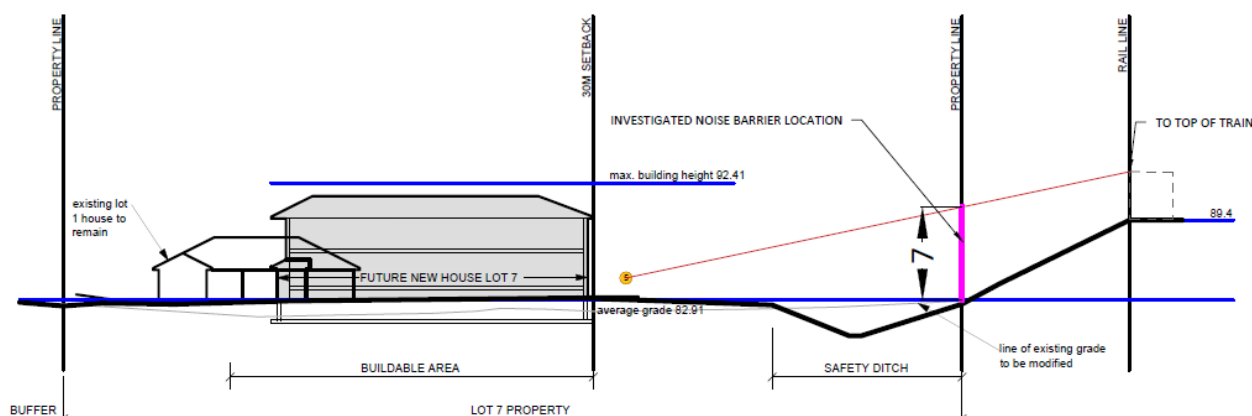 PROPERTY LINE
30M SETBACK
PROPERTY LINE
RAIL LINE
INVESTIGATED NOISE BARRIER LOCATION
TO TOP OF TRAIN
max. building height 92.41
existing lot
1 house to
remain
89.4
7
FUTURE NEW HOUSE LOT 7
average grade 82.91
line of existing grade
to be modified
BUILDABLE AREA
SAFETY DITCH
BUFFER
LOT 7 PROPERTY